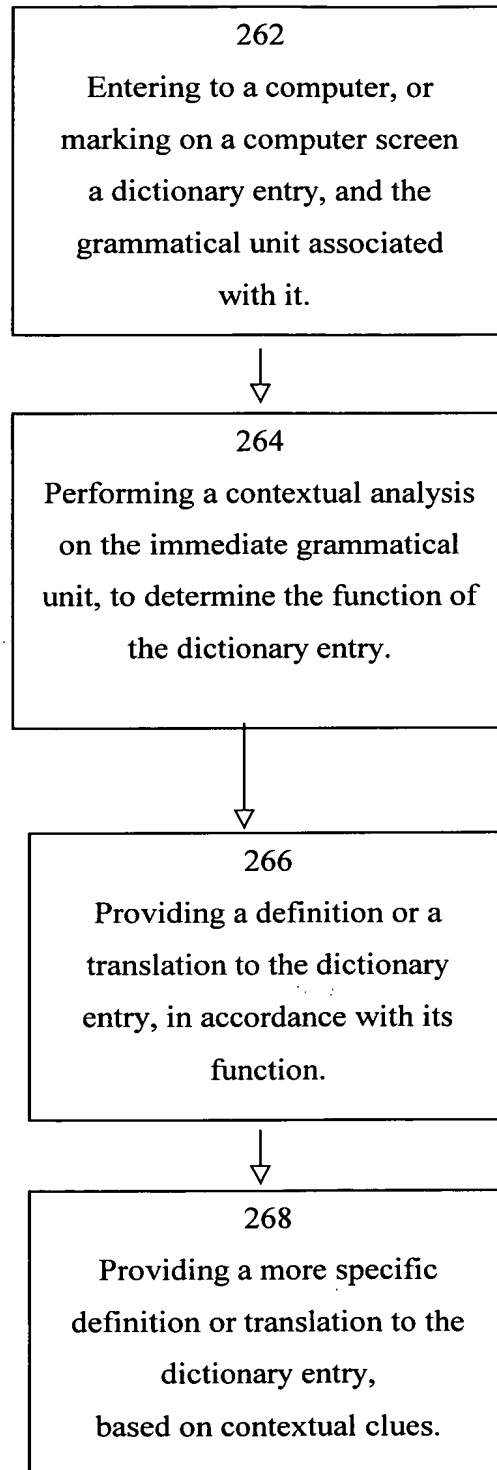 262
Entering to a computer, or
marking on a computer screen
a dictionary entry, and the
grammatical unit associated
with it.
264
Performing a contextual analysis
on the immediate grammatical
unit, to determine the function of
the dictionary entry.
266
Providing a definition or a
translation to the dictionary
entry, in accordance with its
function.
268
Providing a more specific
definition or translation to the
dictionary entry,
based on contextual clues.